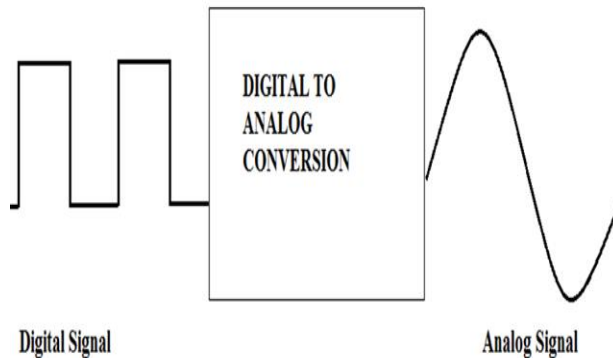 DIGITAL TO
ANALOG
CONVERSION
Digital Signal
Analog Signal